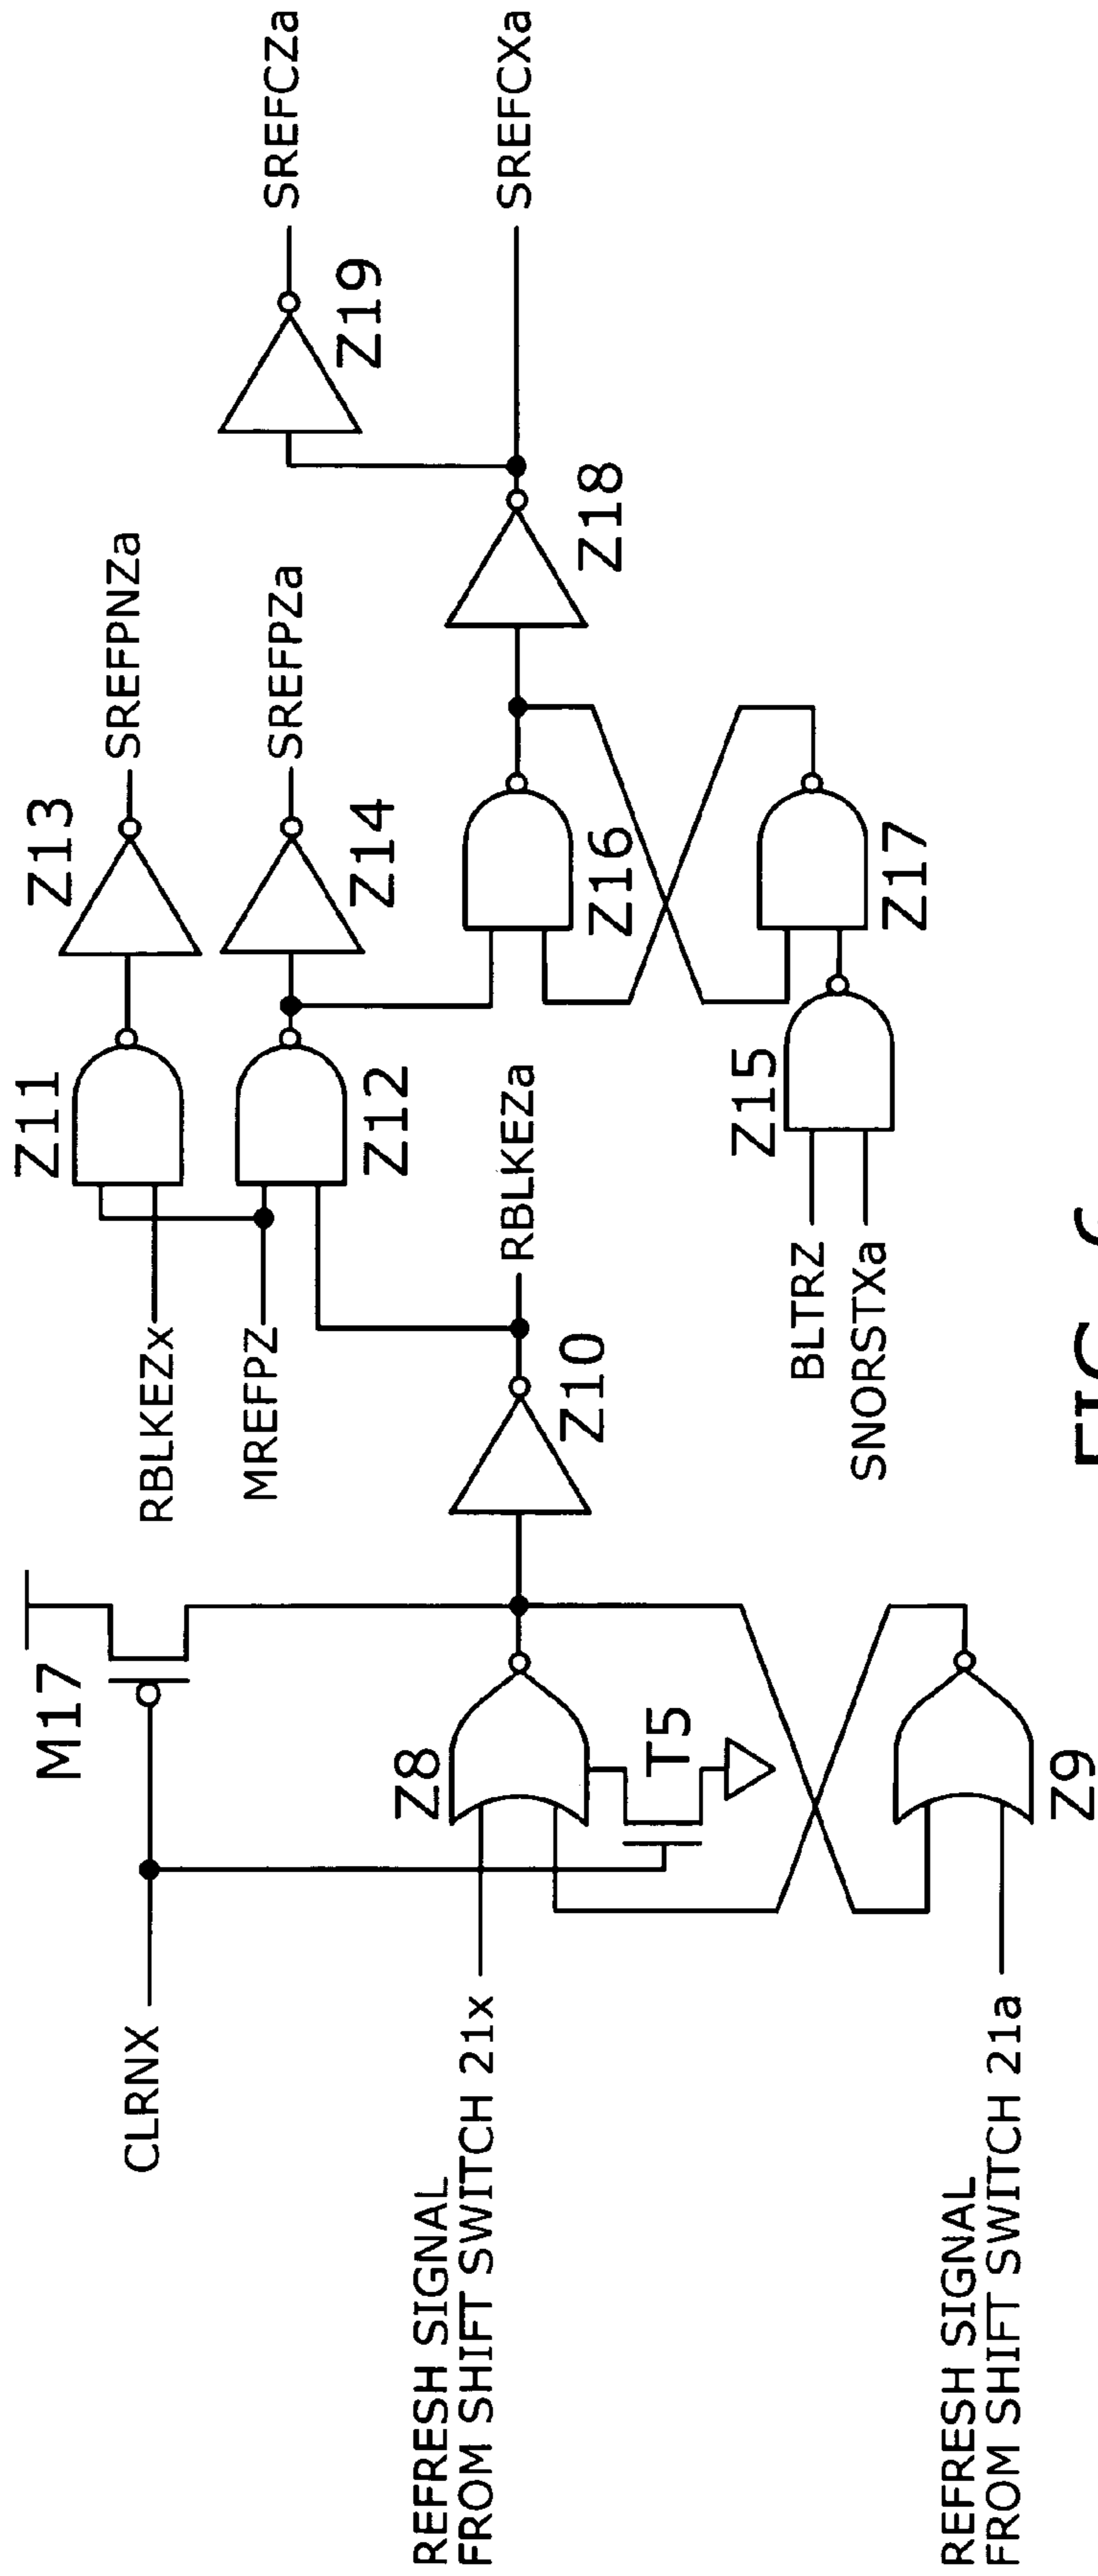 CLRNX
REFRESH SIGNAL
FROM SHIFT SWITCH 21x
REFRESH SIGNAL
FROM SHIFT SWITCH 21a
M17
Z8
T5
Z9
Z10
RBLKEZx
MREFPZ
RBLKEZa
Z11
Z12
Z13
Z14
SREFPNZa
SREFPZa
BLTRZ
SNORSTXa
Z15
Z16
Z17
Z18
Z19
SREFCZa
SREFCXa